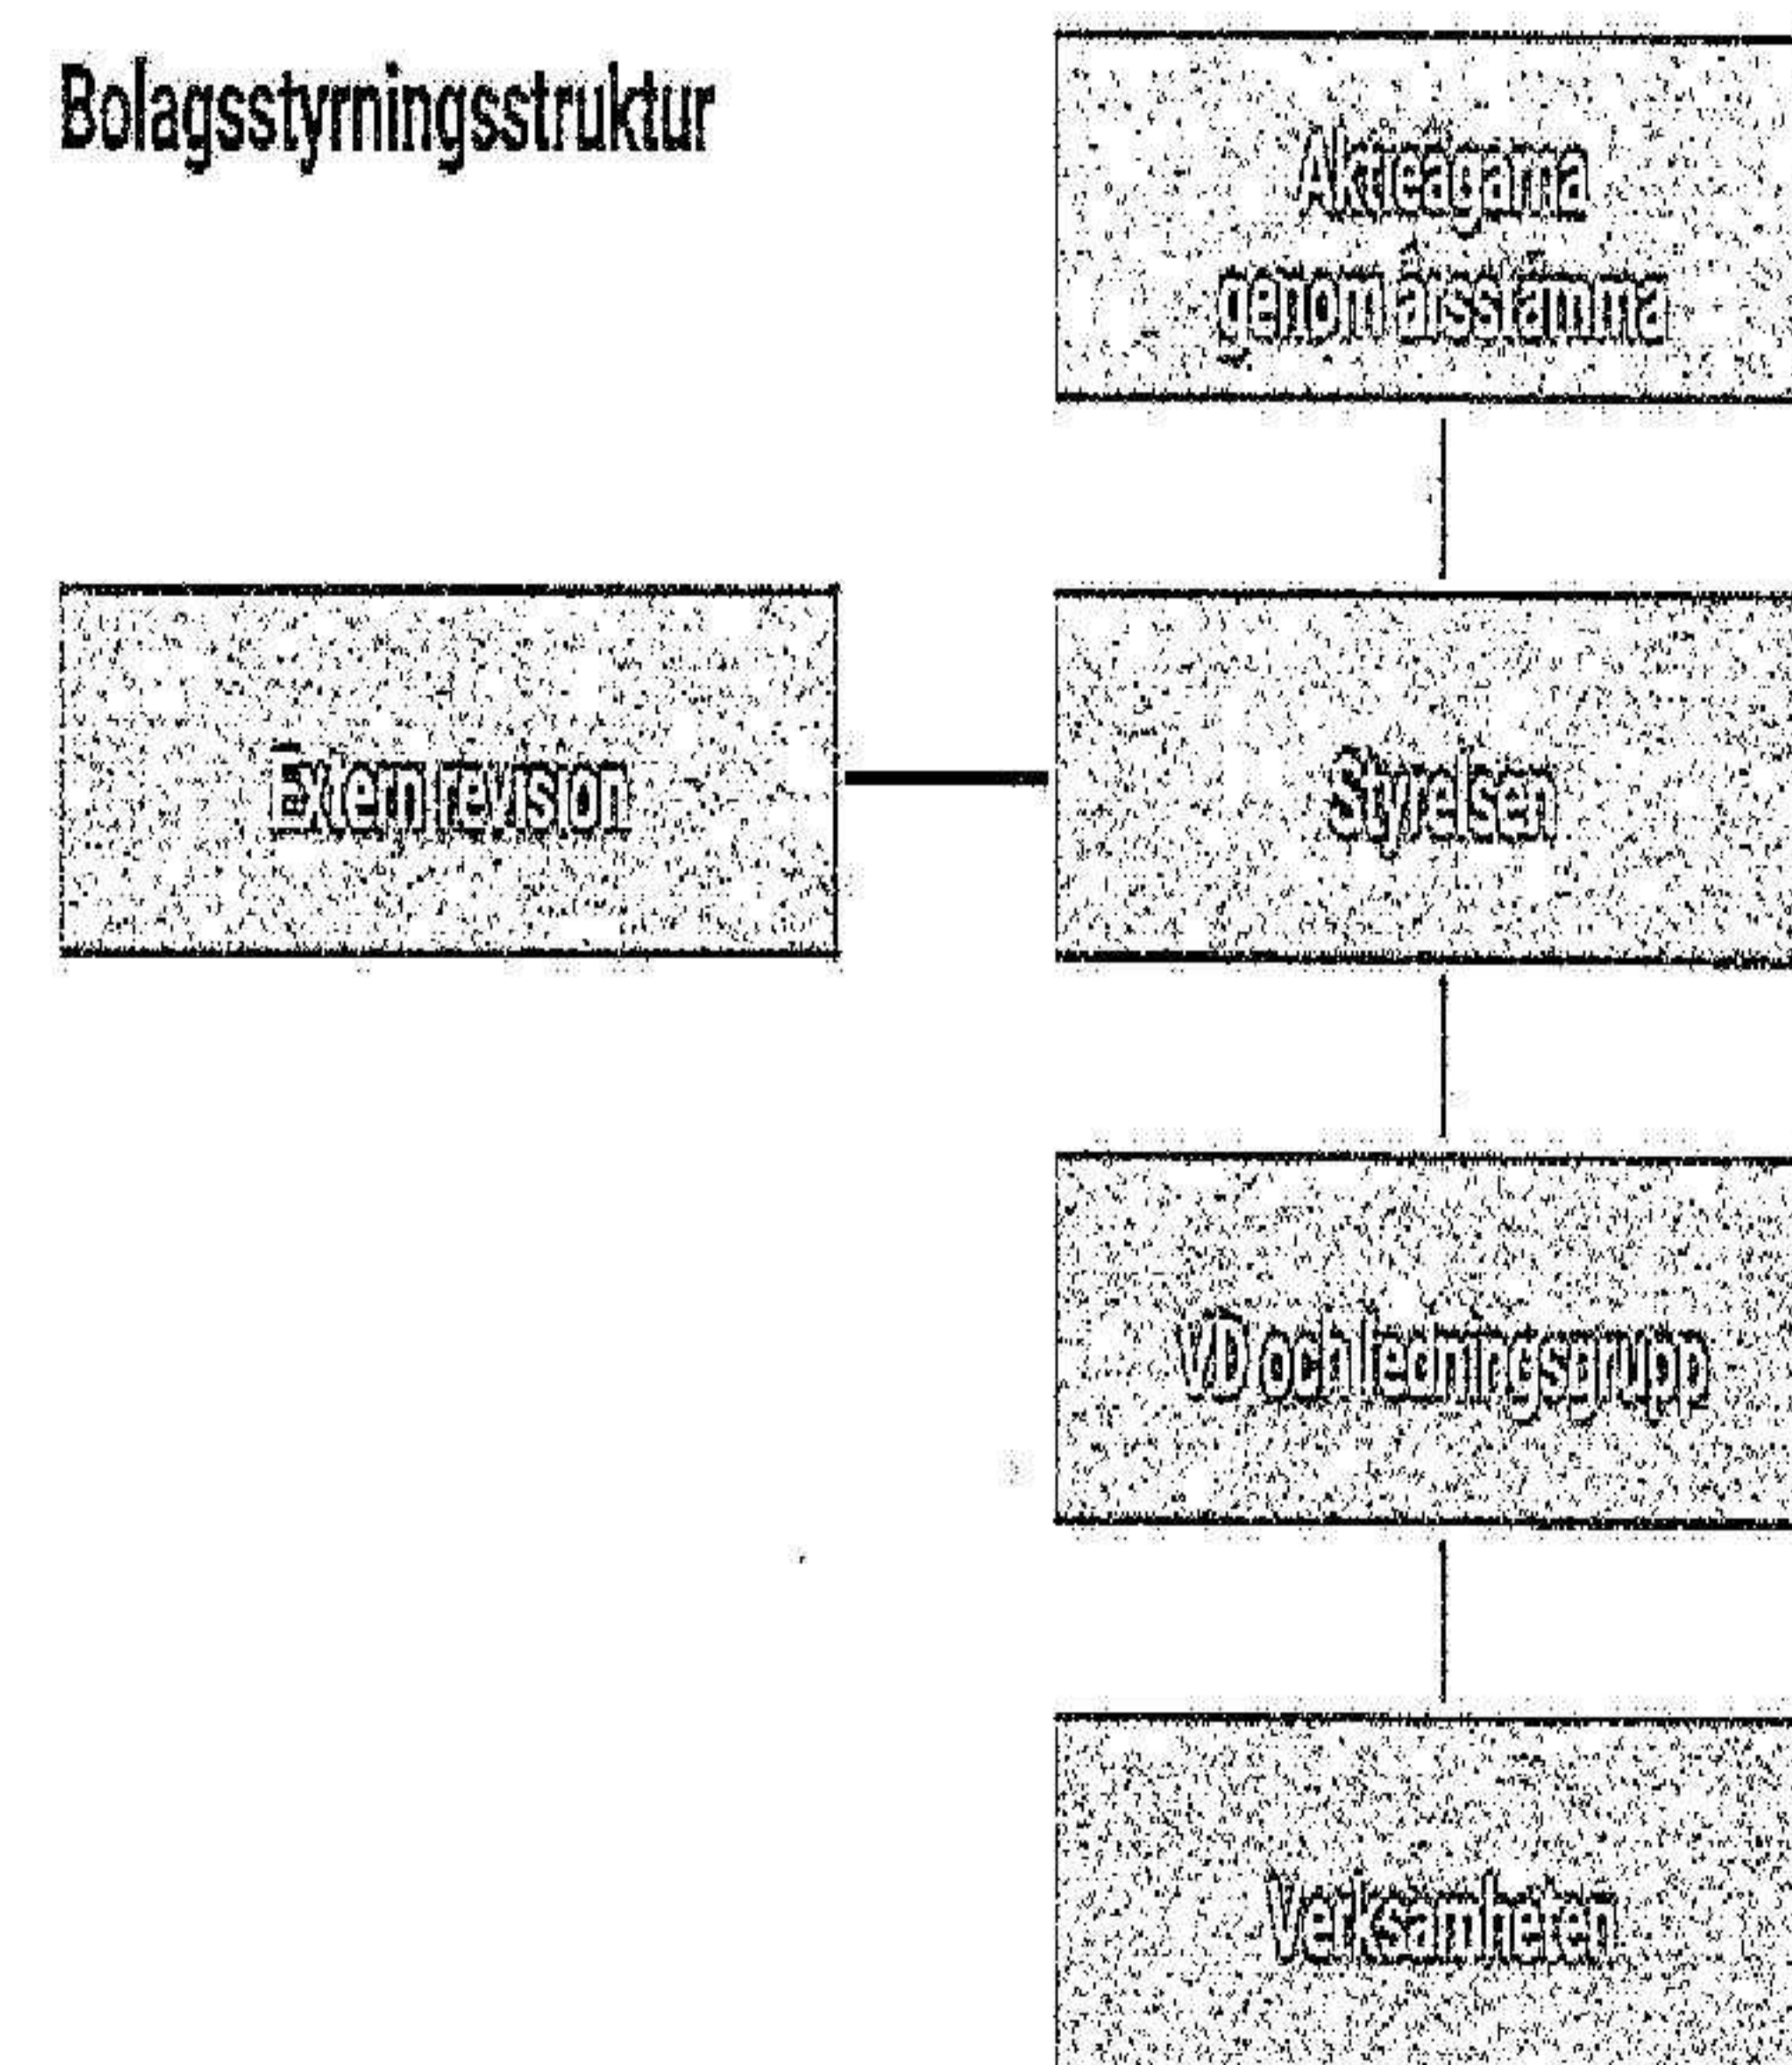 Bolagsstyrningsstruktur
Aktieägarna
genom årsstämma
Extern revision
Styrelsen
VD och ledningsgrupp
Verksamheten